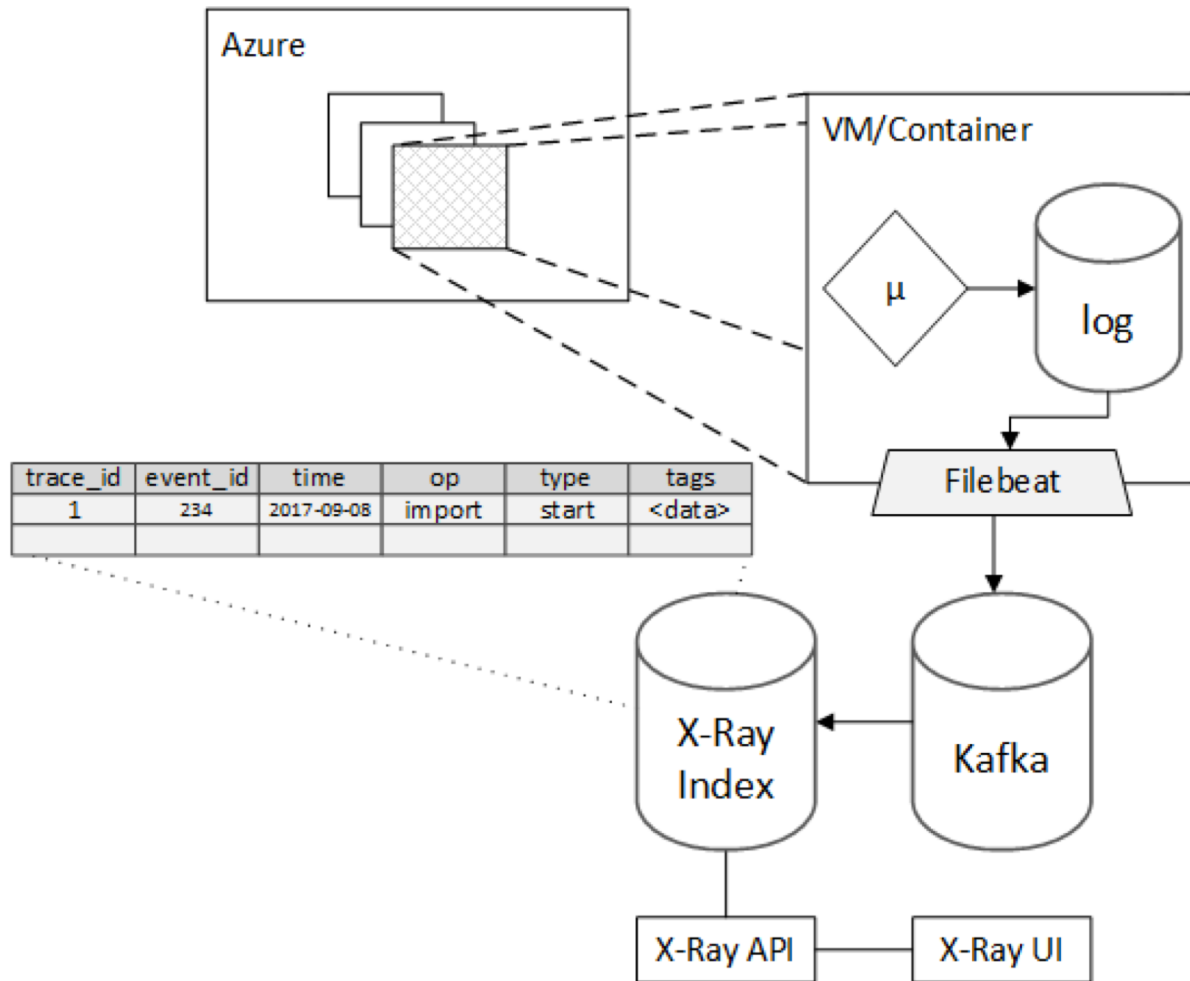 Azure
VM/Container
μ
log
Filebeat
trace_id event_id time op type tags
1 234 2017-09-08 import start <data>
X-Ray
Index
Kafka
X-Ray API
X-Ray UI